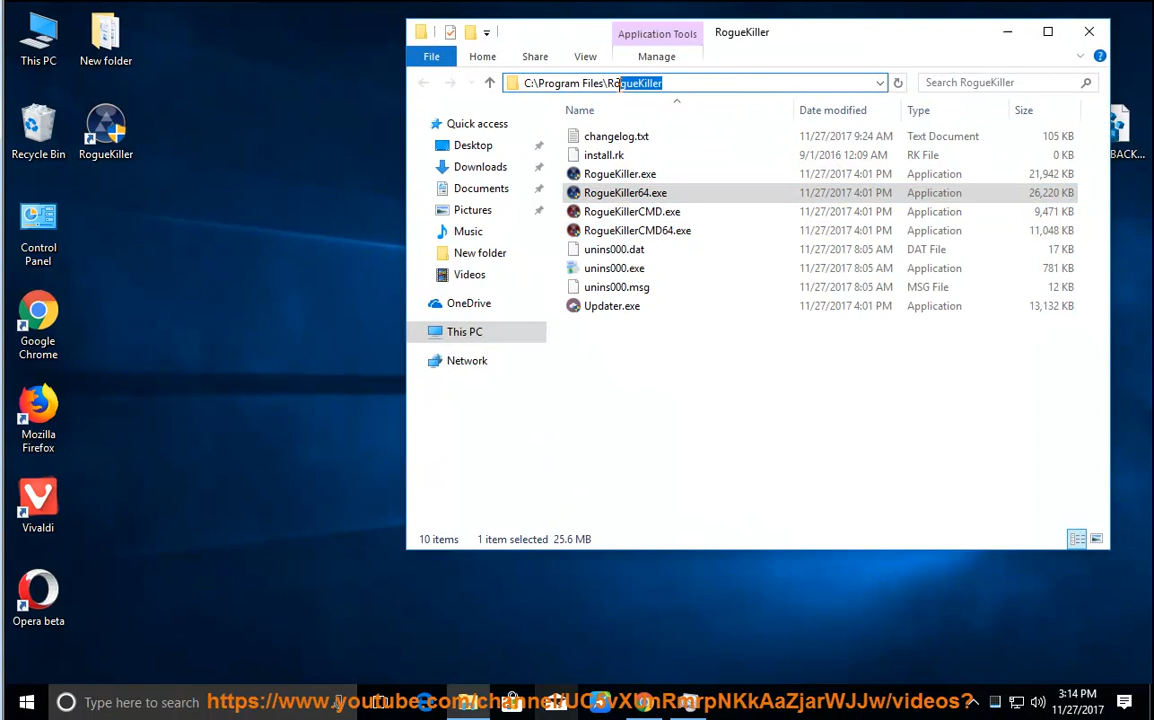 This PC
New folder
Recycle Bin
RogueKiller
Control
Panel
Google
Chrome
Mozilla
Firefox
Vivaldi
Opera beta
Application Tools
RogueKiller
File
Home
Share
View
Manage
C:\Program Files\RogueKiller
Search RogueKiller
Quick access
Desktop
Downloads
Documents
Pictures
Music
New folder
Videos
OneDrive
This PC
Network
Name Date modified Type Size
changelog.txt 11/27/2017 9:24 AM Text Document 105 KB
install.rk 9/1/2016 12:09 AM RK File 0 KB
RogueKiller.exe 11/27/2017 4:01 PM Application 21,942 KB
RogueKiller64.exe 11/27/2017 4:01 PM Application 26,220 KB
RogueKillerCMD.exe 11/27/2017 4:01 PM Application 9,471 KB
RogueKillerCMD64.exe 11/27/2017 4:01 PM Application 11,048 KB
unins000.dat 11/27/2017 8:05 AM DAT File 17 KB
unins000.exe 11/27/2017 8:05 AM Application 781 KB
unins000.msg 11/27/2017 8:05 AM MSG File 12 KB
Updater.exe 11/27/2017 4:01 PM Application 13,132 KB
10 items 1 item selected 25.6 MB
BACK...
Type here to search
3:14 PM
11/27/2017